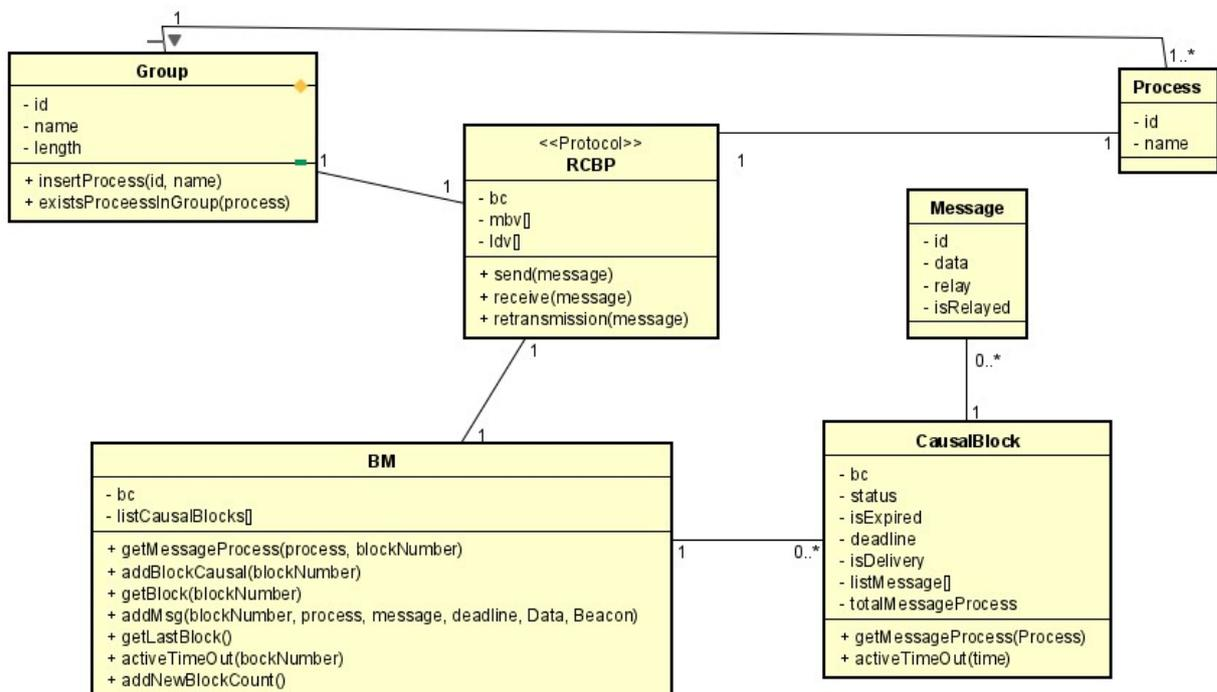 1
1..*
Group
- id
- name
- length
+ insertProcess(id, name)
+ existsProceessInGroup(process)
1
1
<<Protocol>>
RCBP
- bc
- mbv[]
- ldv[]
+ send(message)
+ receive(message)
+ retransmission(message)
1
1
1
Process
- id
- name
Message
- id
- data
- relay
- isRelayed
0..*
1
1
BM
- bc
- listCausalBlocks[]
+ getMessageProcess(process, blockNumber)
+ addBlockCausal(blockNumber)
+ getBlock(blockNumber)
+ addMsg(blockNumber, process, message, deadline, Data, Beacon)
+ getLastBlock()
+ activeTimeOut(bockNumber)
+ addNewBlockCount()
1
0..*
CausalBlock
- bc
- status
- isExpired
- deadline
- isDelivery
- listMessage[]
- totalMessageProcess
+ getMessageProcess(Process)
+ activeTimeOut(time)